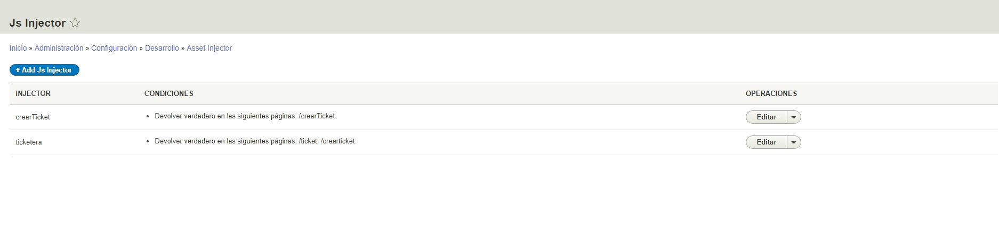 Js Injector
Inicio » Administración » Configuración » Desarrollo » Asset Injector
+ Add Js Injector
INJECTOR CONDICIONES OPERACIONES
crearTicket • Devolver verdadero en las siguientes páginas: /crearTicket Editar
ticketera • Devolver verdadero en las siguientes páginas: /ticket, /crearticket Editar